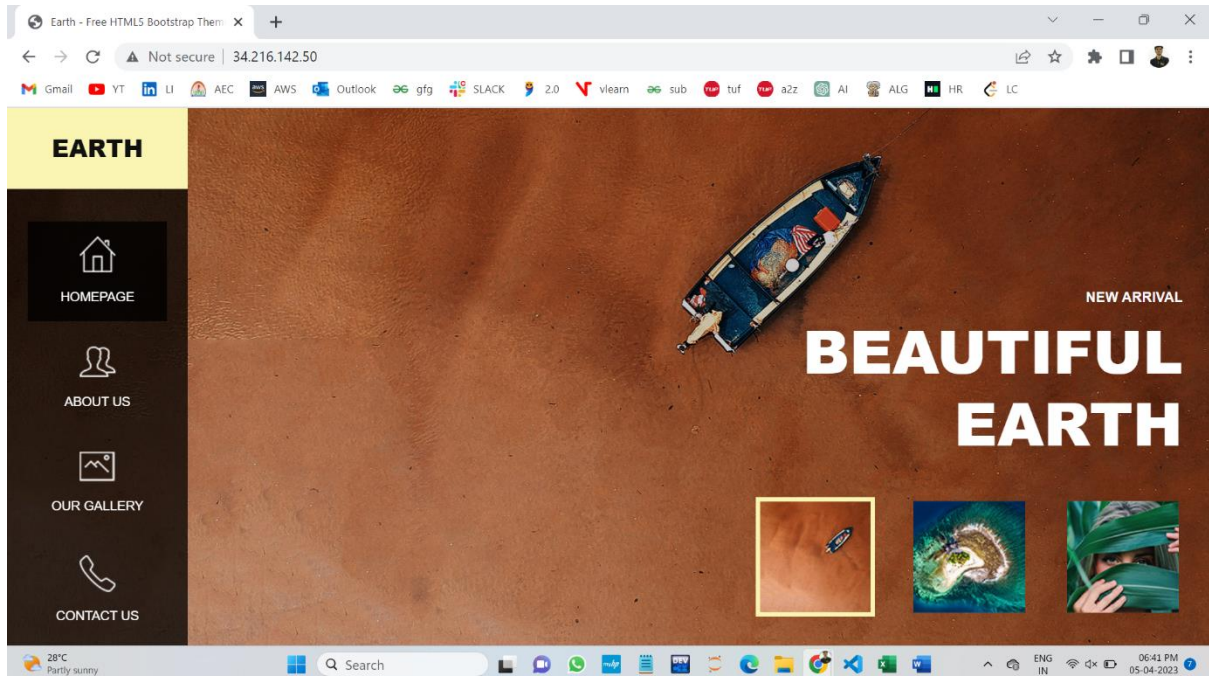 Earth - Free HTML5 Bootstrap Them
Not secure | 34.216.142.50
Gmail YT LI AEC AWS Outlook gfg SLACK 2.0 vlearn sub tuf a2z AI ALG HR LC
EARTH
HOMEPAGE
ABOUT US
OUR GALLERY
CONTACT US
NEW ARRIVAL
BEAUTIFUL
EARTH
28°C
Partly sunny
Search
ENG
IN
06:41 PM
05-04-2023